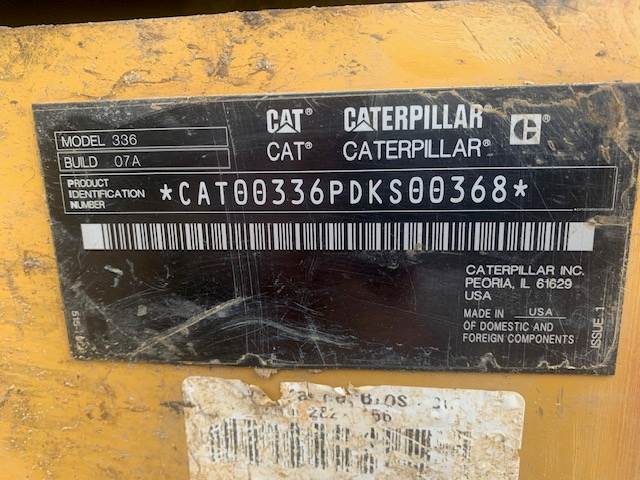 MODEL 336
BUILD 07A
CAT® CATERPILLAR® C
CAT® CATERPILLAR®
PRODUCT
IDENTIFICATION
NUMBER
*CAT00336PDKS00368*
CATERPILLAR INC.
PEORIA, IL 61629
USA
MADE IN USA
OF DOMESTIC AND
FOREIGN COMPONENTS
ISSUE 1